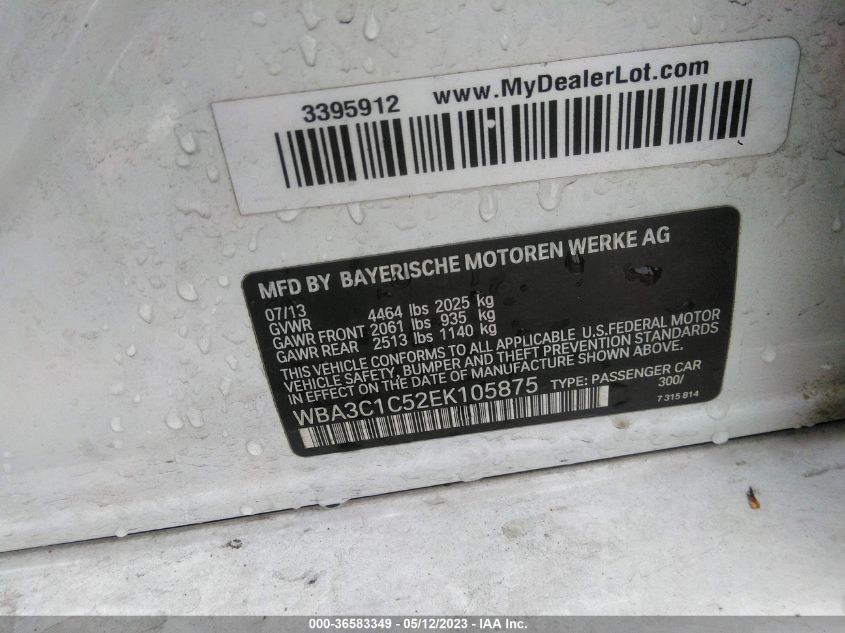 3395912 www.MyDealerLot.com
MFD BY BAYERISCHE MOTOREN WERKE AG
07/13
GVWR 4464 lbs 2025 kg
GAWR FRONT 2061 lbs 935 kg
GAWR REAR 2513 lbs 1140 kg
THIS VEHICLE CONFORMS TO ALL APPLICABLE U.S.FEDERAL MOTOR
VEHICLE SAFETY, BUMPER AND THEFT PREVENTION STANDARDS
IN EFFECT ON THE DATE OF MANUFACTURE SHOWN ABOVE.
WBA3C1C52EK105875 TYPE: PASSENGER CAR
300/
7 315 814
000-36583349 - 05/12/2023 - IAA Inc.